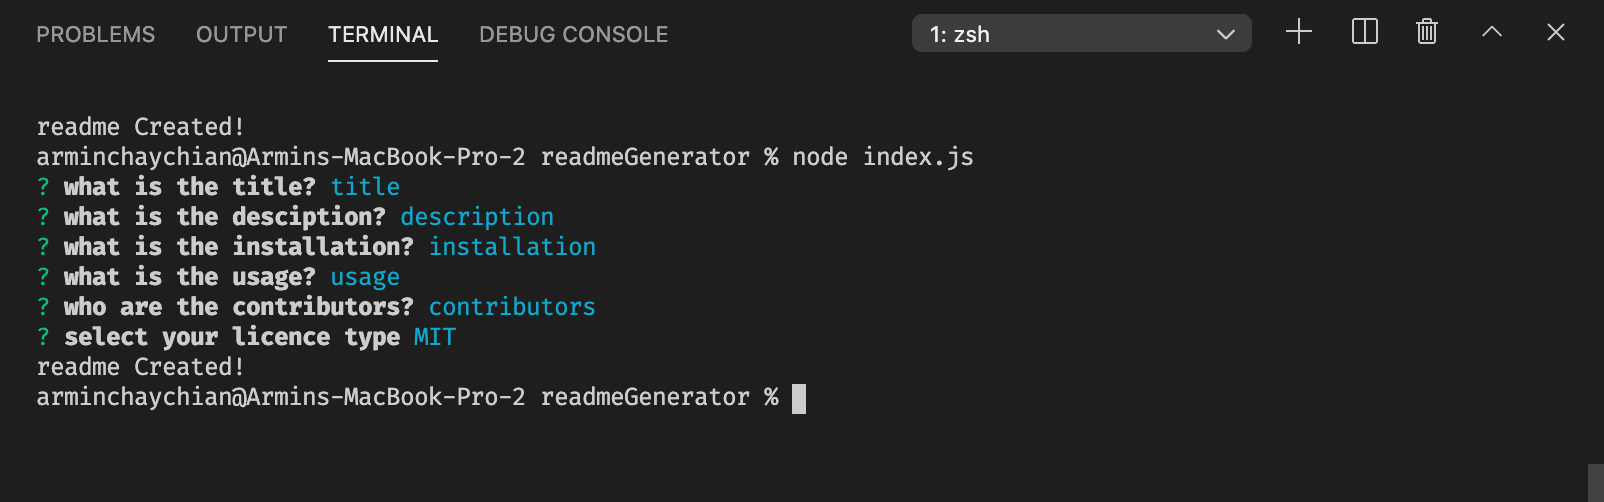 PROBLEMS OUTPUT TERMINAL DEBUG CONSOLE 1: zsh
readme Created!
arminchaychian@Armins-MacBook-Pro-2 readmeGenerator % node index.js
? what is the title? title
? what is the desciption? description
? what is the installation? installation
? what is the usage? usage
? who are the contributors? contributors
? select your licence type MIT
readme Created!
arminchaychian@Armins-MacBook-Pro-2 readmeGenerator %